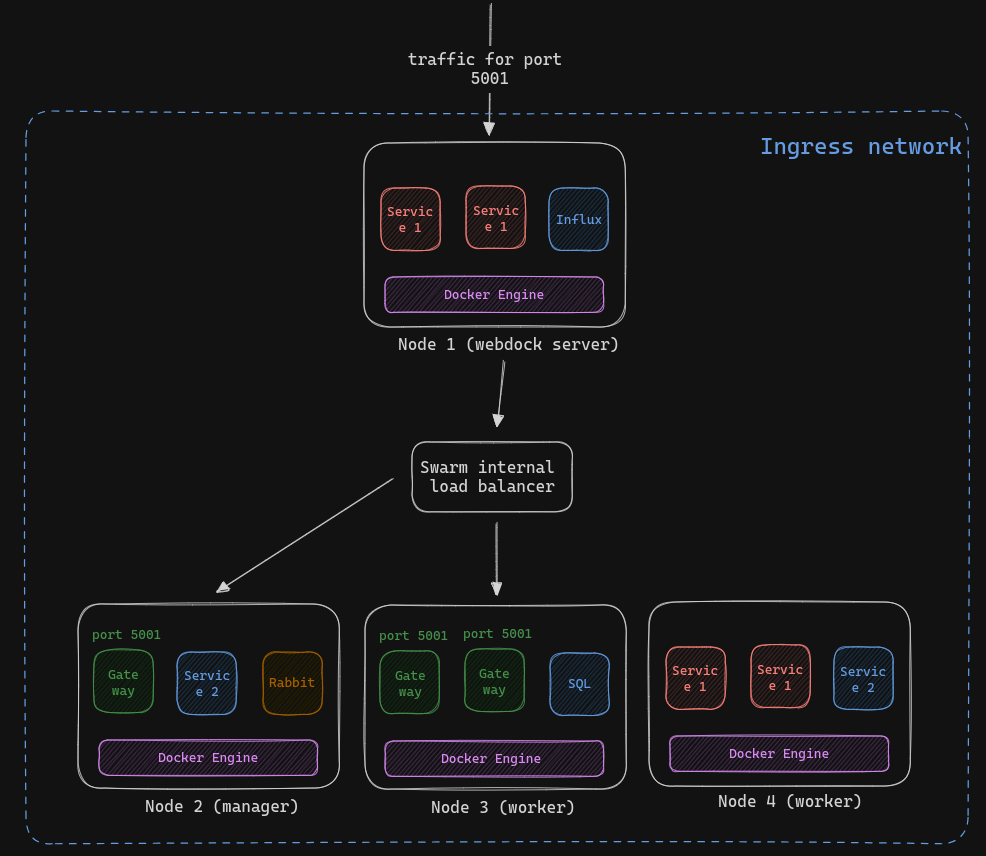 traffic for port
5001
Ingress network
Servic
e 1
Servic
e 1
Influx
Docker Engine
Node 1 (webdock server)
Swarm internal
load balancer
port 5001
Gate
way
Servic
e 2
Rabbit
Docker Engine
Node 2 (manager)
port 5001
port 5001
Gate
way
Gate
way
SQL
Docker Engine
Node 3 (worker)
Servic
e 1
Servic
e 1
Servic
e 2
Docker Engine
Node 4 (worker)